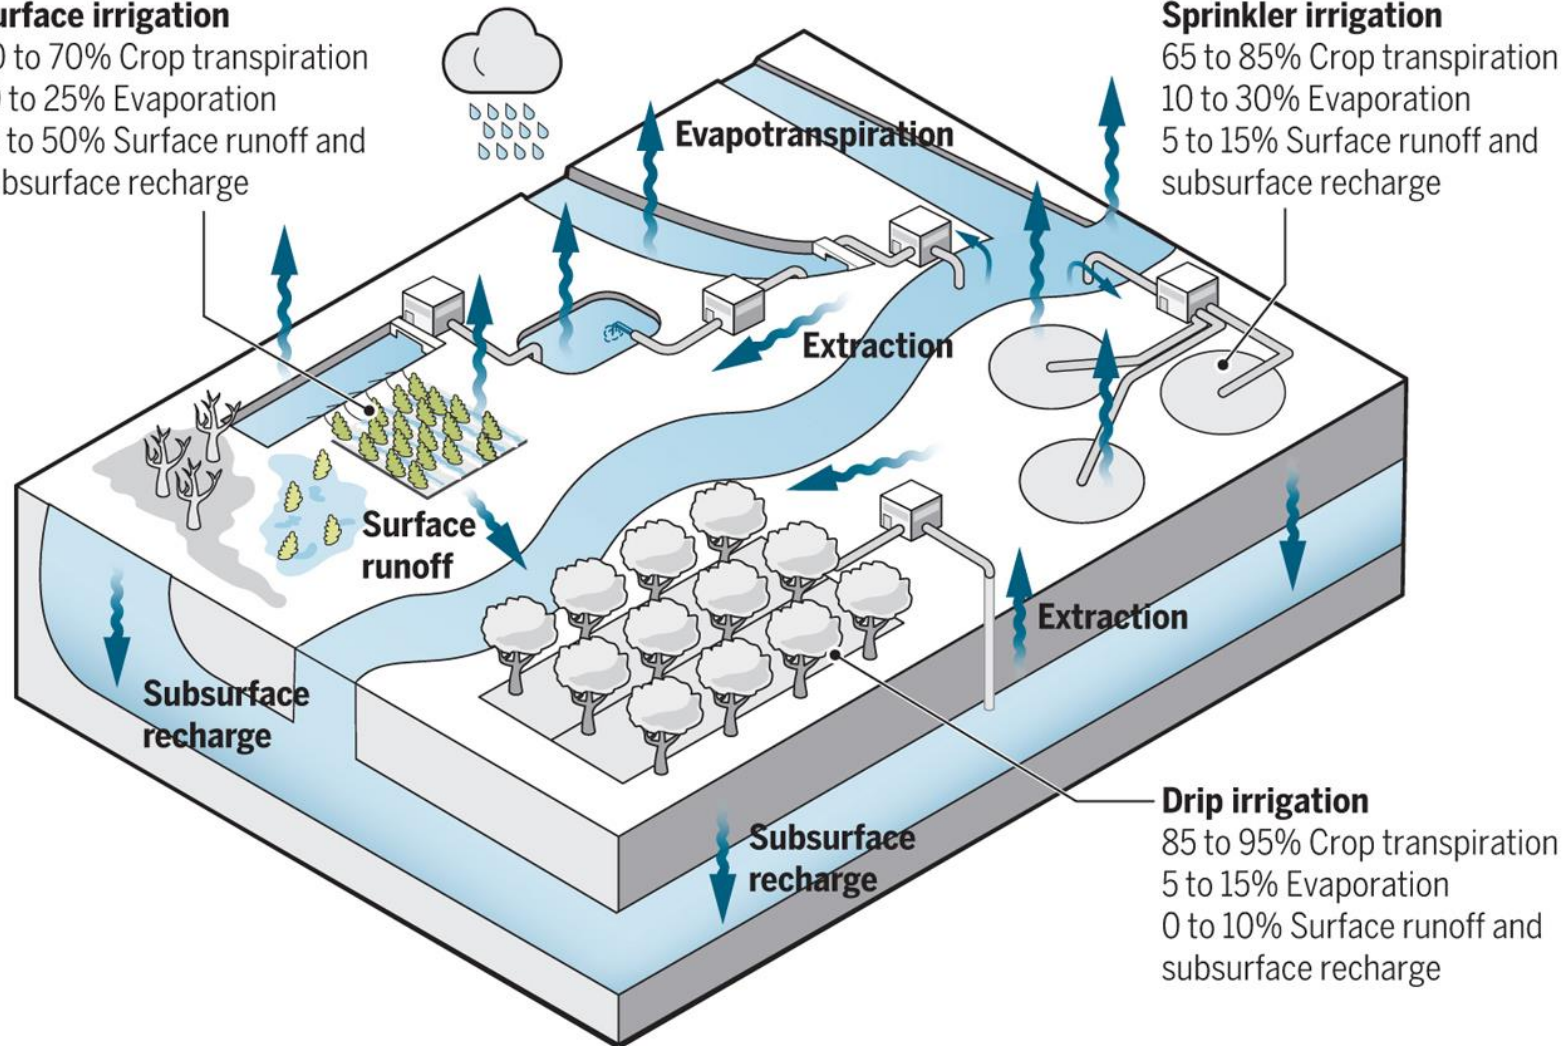 irrigation
to 70% Crop transpiration
to 25% Evaporation
to 50% Surface runoff and
recharge
Sprinkler irrigation
65 to 85% Crop transpiration
10 to 30% Evaporation
5 to 15% Surface runoff and
subsurface recharge
Evapotranspiration
Extraction
Surface
runoff
Extraction
Subsurface
recharge
Subsurface
recharge
Drip irrigation
85 to 95% Crop transpiration
5 to 15% Evaporation
0 to 10% Surface runoff and
subsurface recharge